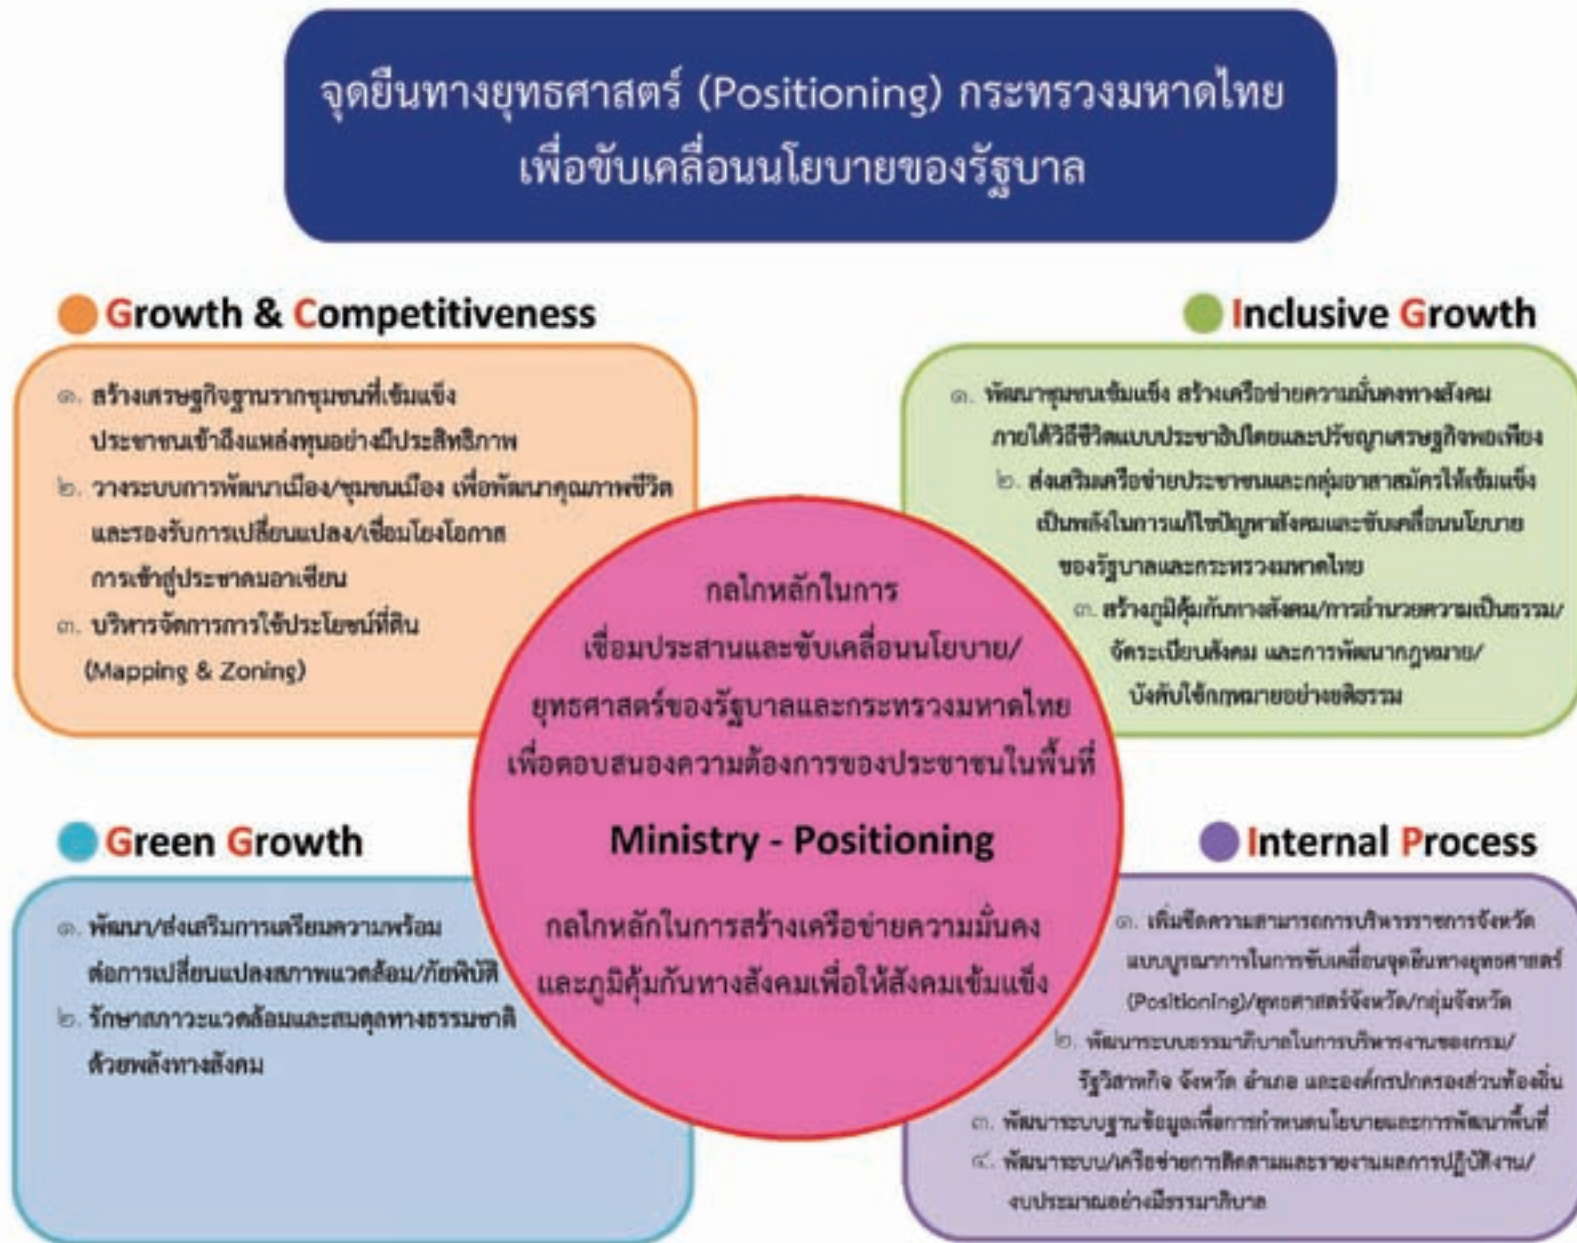 จุดยืนทางยุทธศาสตร์ (Positioning) กระทรวงมหาดไทย
เพื่อขับเคลื่อนนโยบายของรัฐบาล
Growth & Competitiveness
๑. สร้างเศรษฐกิจฐานรากชุมชนที่เข้มแข็ง
ประชาชนเข้าถึงแหล่งทุนอย่างมีประสิทธิภาพ
๒. วางระบบการพัฒนาเมือง/ชุมชนเมือง เพื่อพัฒนาคุณภาพชีวิต
และรองรับการเปลี่ยนแปลง/เชื่อมโยงโอกาส
การเข้าสู่ประชาคมอาเซียน
๓. บริหารจัดการการใช้ประโยชน์ที่ดิน
(Mapping & Zoning)
Inclusive Growth
๑. พัฒนาชุมชนเข้มแข็ง สร้างเครือข่ายความมั่นคงทางสังคม
ภายใต้วิถีชีวิตแบบประชาธิปไตยและปรัชญาเศรษฐกิจพอเพียง
๒. ส่งเสริมเครือข่ายประชาชนและกลุ่มอาสาสมัครให้เข้มแข็ง
เป็นพลังในการแก้ไขปัญหาสังคมและขับเคลื่อนนโยบาย
ของรัฐบาลและกระทรวงมหาดไทย
๓. สร้างภูมิคุ้มกันทางสังคม/การอำนวยความเป็นธรรม/
จัดระเบียบสังคม และการพัฒนากฎหมาย/
บังคับใช้กฎหมายอย่างยุติธรรม
กลไกหลักในการ
เชื่อมประสานและขับเคลื่อนนโยบาย/
ยุทธศาสตร์ของรัฐบาลและกระทรวงมหาดไทย
เพื่อตอบสนองความต้องการของประชาชนในพื้นที่
Ministry - Positioning
กลไกหลักในการสร้างเครือข่ายความมั่นคง
และภูมิคุ้มกันทางสังคมเพื่อให้สังคมเข้มแข็ง
Green Growth
๑. พัฒนา/ส่งเสริมการเตรียมความพร้อม
ต่อการเปลี่ยนแปลงสภาพแวดล้อม/ภัยพิบัติ
๒. รักษาสภาวะแวดล้อมและสมดุลทางธรรมชาติ
ด้วยพลังทางสังคม
Internal Process
๑. เพิ่มขีดความสามารถการบริหารราชการจังหวัด
แบบบูรณาการในการขับเคลื่อนจุดยืนทางยุทธศาสตร์
(Positioning)/ยุทธศาสตร์จังหวัด/กลุ่มจังหวัด
๒. พัฒนาระบบธรรมาภิบาลในการบริหารงานของกรม/
รัฐวิสาหกิจ จังหวัด อำเภอ และองค์กรปกครองส่วนท้องถิ่น
๓. พัฒนาระบบฐานข้อมูลเพื่อการกำหนดนโยบายและการพัฒนาพื้นที่
๔. พัฒนาระบบ/เครือข่ายการติดตามและรายงานผลการปฏิบัติงาน/
งบประมาณอย่างมีธรรมาภิบาล